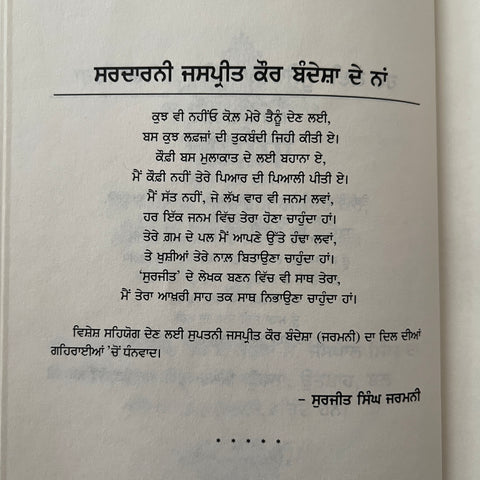 ਸਰਦਾਰਨੀ ਜਸਪ੍ਰੀਤ ਕੌਰ ਬੰਦੇਸ਼ਾ ਦੇ ਨਾਂ
ਕੁਝ ਵੀ ਨਹੀਂਓ ਕੋਲ਼ ਮੇਰੇ ਤੈਨੂੰ ਦੇਣ ਲਈ,
ਬਸ ਕੁਝ ਲਫ਼ਜ਼ਾਂ ਦੀ ਤੁਕਬੰਦੀ ਜਿਹੀ ਕੀਤੀ ਏ।
ਕੌਫ਼ੀ ਬਸ ਮੁਲਾਕਾਤ ਦੇ ਲਈ ਬਹਾਨਾ ਏ,
ਮੈਂ ਕੌਫ਼ੀ ਨਹੀਂ ਤੇਰੇ ਪਿਆਰ ਦੀ ਪਿਆਲੀ ਪੀਤੀ ਏ।
ਮੈਂ ਸੱਤ ਨਹੀਂ, ਜੇ ਲੱਖ ਵਾਰ ਵੀ ਜਨਮ ਲਵਾਂ,
ਹਰ ਇੱਕ ਜਨਮ ਵਿੱਚ ਤੇਰਾ ਹੋਣਾ ਚਾਹੁੰਦਾ ਹਾਂ।
ਤੇਰੇ ਗ਼ਮ ਦੇ ਪਲ ਮੈਂ ਆਪਣੇ ਉੱਤੇ ਹੰਢਾ ਲਵਾਂ,
ਤੇ ਖੁਸ਼ੀਆਂ ਤੇਰੇ ਨਾਲ਼ ਬਿਤਾਉਣਾ ਚਾਹੁੰਦਾ ਹਾਂ।
'ਸੁਰਜੀਤ' ਦੇ ਲੇਖਕ ਬਣਨ ਵਿੱਚ ਵੀ ਸਾਥ ਤੇਰਾ,
ਮੈਂ ਤੇਰਾ ਆਖ਼ਰੀ ਸਾਹ ਤਕ ਸਾਥ ਨਿਭਾਉਣਾ ਚਾਹੁੰਦਾ ਹਾਂ।
ਵਿਸ਼ੇਸ਼ ਸਹਿਯੋਗ ਦੇਣ ਲਈ ਸੁਪਤਨੀ ਜਸਪ੍ਰੀਤ ਕੌਰ ਬੰਦੇਸ਼ਾ (ਜਰਮਨੀ) ਦਾ ਦਿਲ ਦੀਆਂ
ਗਹਿਰਾਈਆਂ 'ਚੋਂ ਧੰਨਵਾਦ।
– ਸੁਰਜੀਤ ਸਿੰਘ ਜਰਮਨੀ
• • • • •